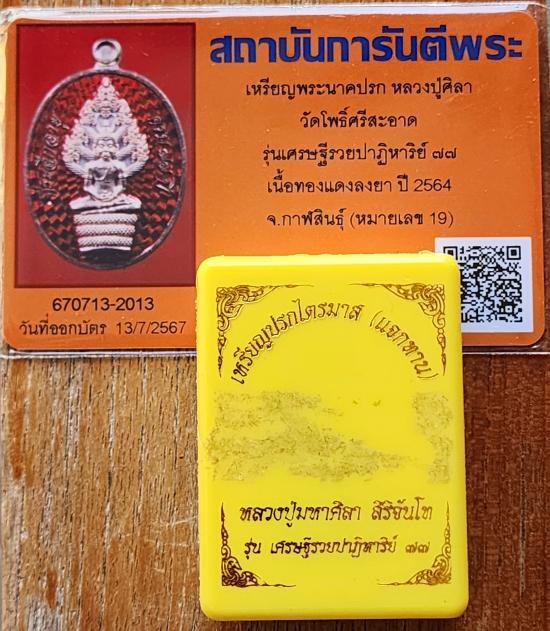 สถาบันการันตีพระ
เหรียญพระนาคปรก หลวงปู่ศิลา
วัดโพธิ์ศรีสะอาด
รุ่นเศรษฐีรวยปาฏิหาริย์ ๗๗
เนื้อทองแดงลงยา ปี 2564
จ.กาฬสินธุ์ (หมายเลข 19)
670713-2013
วันที่ออกบัตร 13/7/2567
เหรียญปรกไตรมาส (แจกทาน)
หลวงปู่มหาศิลา สิริจันโท
รุ่น เศรษฐีรวยปาฏิหาริย์ ๗๗